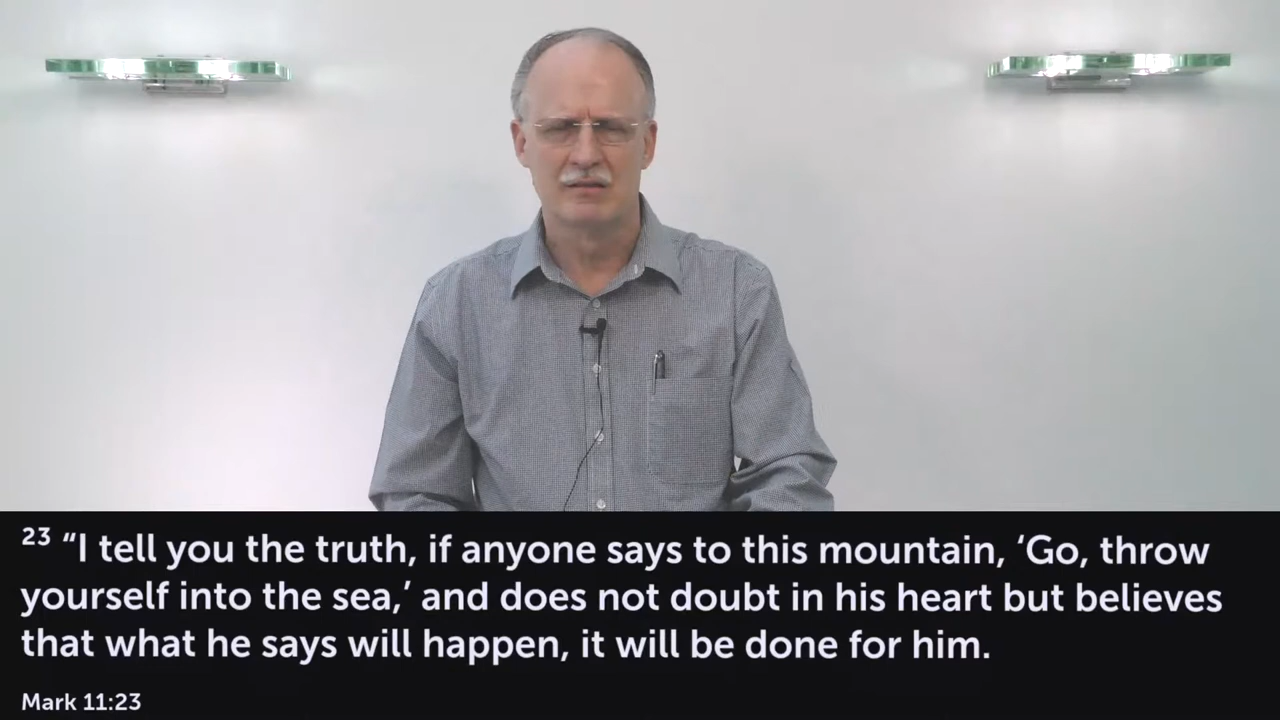 23 “I tell you the truth, if anyone says to this mountain, ‘Go, throw
yourself into the sea,’ and does not doubt in his heart but believes
that what he says will happen, it will be done for him.
Mark 11:23